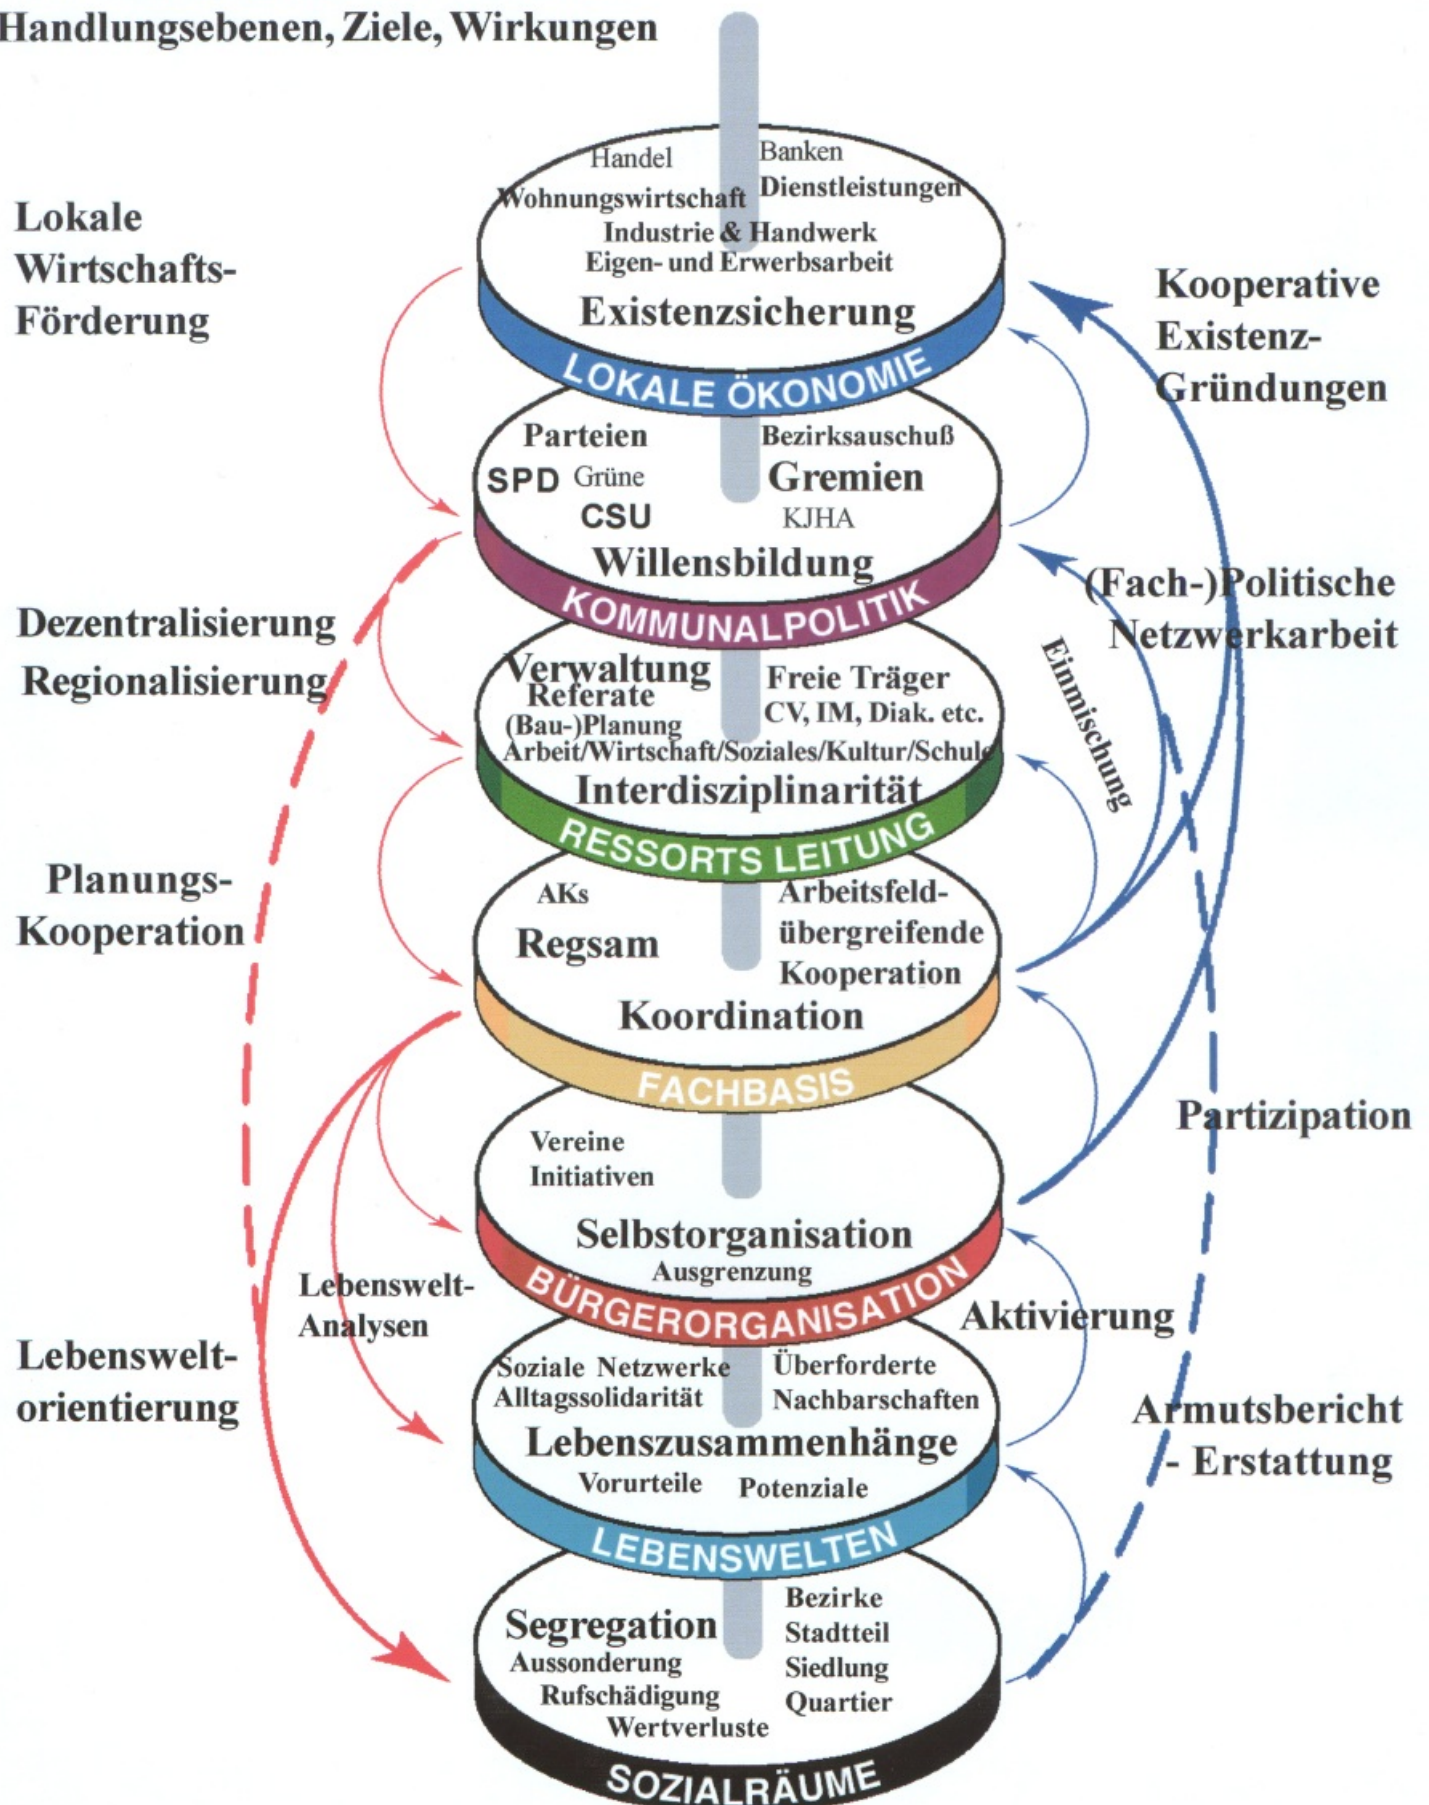 Handlungsebenen, Ziele, Wirkungen
Handel
Banken
Wohnungswirtschaft
Dienstleistungen
Industrie & Handwerk
Eigen- und Erwerbsarbeit
Existenzsicherung
LOKALE ÖKONOMIE
Lokale
Wirtschafts-
Förderung
Kooperative
Existenz-
Gründungen
Parteien
SPD Grüne
CSU
Bezirksauschuß
Gremien
KJHA
Willensbildung
KOMMUNALPOLITIK
Dezentralisierung
Regionalisierung
(Fach-)Politische
Netzwerkarbeit
Einmischung
Verwaltung
Referate
(Bau-)Planung
Freie Träger
CV, IM, Diak. etc.
Arbeit/Wirtschaft/Soziales/Kultur/Schule
Interdisziplinarität
RESSORTS LEITUNG
Planungs-
Kooperation
AKs
Regsam
Arbeitsfeld-
übergreifende
Kooperation
Koordination
FACHBASIS
Partizipation
Vereine
Initiativen
Selbstorganisation
Ausgrenzung
BÜRGERORGANISATION
Lebenswelt-
Analysen
Aktivierung
Lebenswelt-
orientierung
Soziale Netzwerke
Alltagssolidarität
Überforderte
Nachbarschaften
Lebenszusammenhänge
Vorurteile
Potenziale
LEBENSWELTEN
Armutsbericht
- Erstattung
Segregation
Aussonderung
Rufschädigung
Wertverluste
Bezirke
Stadtteil
Siedlung
Quartier
SOZIALRÄUME